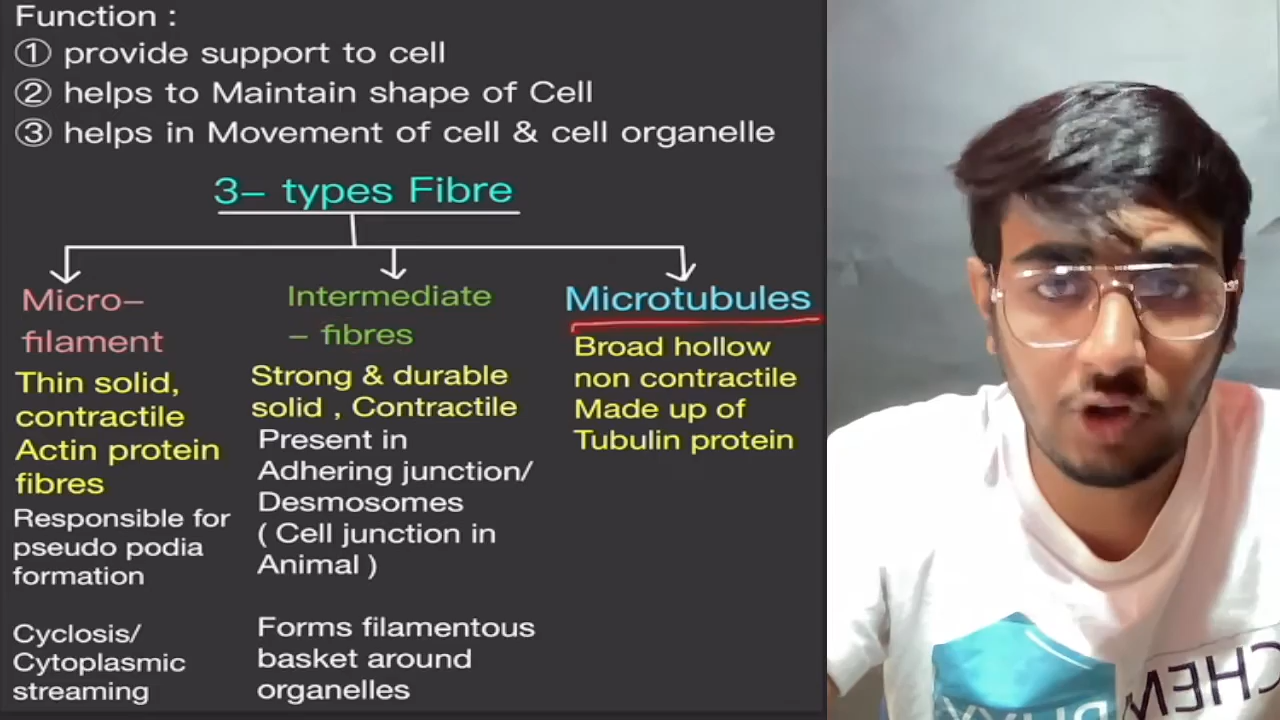 Function :
① provide support to cell
② helps to Maintain shape of Cell
③ helps in Movement of cell & cell organelle
3– types Fibre
Micro–
filament
Thin solid,
contractile
Actin protein
fibres
Responsible for
pseudo podia
formation
Cyclosis/
Cytoplasmic
streaming
Intermediate
– fibres
Strong & durable
solid , Contractile
Present in
Adhering junction/
Desmosomes
( Cell junction in
Animal )
Forms filamentous
basket around
organelles
Microtubules
Broad hollow
non contractile
Made up of
Tubulin protein